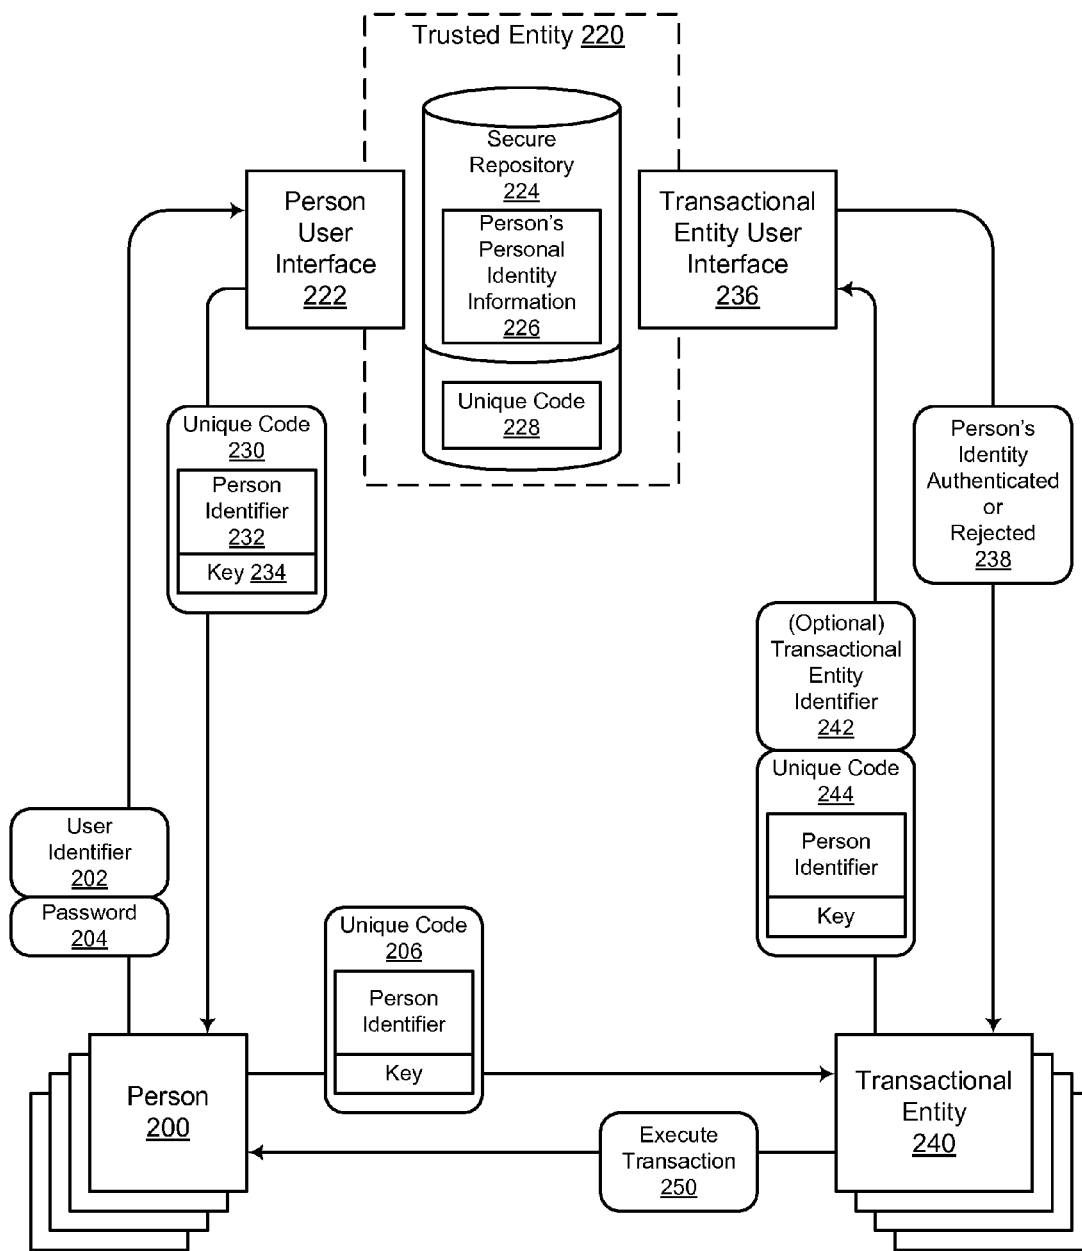 Trusted Entity 220
Secure
Repository
224
Person's
Personal
Identity
Information
226
Unique Code
228
Person
User
Interface
222
Transactional
Entity User
Interface
236
Unique Code
230
Person
Identifier
232
Key 234
Person's
Identity
Authenticated
or
Rejected
238
(Optional)
Transactional
Entity
Identifier
242
Unique Code
244
Person
Identifier
Key
User
Identifier
202
Password
204
Unique Code
206
Person
Identifier
Key
Person
200
Execute
Transaction
250
Transactional
Entity
240